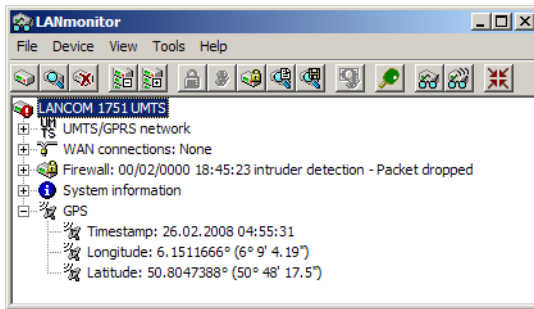 LANmonitor
File Device View Tools Help
LANCOM 1751 UMTS
UMTS UMTS/GPRS network
WAN connections: None
Firewall: 00/02/0000 18:45:23 intruder detection - Packet dropped
System information
GPS
Timestamp: 26.02.2008 04:55:31
Longitude: 6.1511666° (6° 9' 4.19")
Latitude: 50.8047388° (50° 48' 17.5")